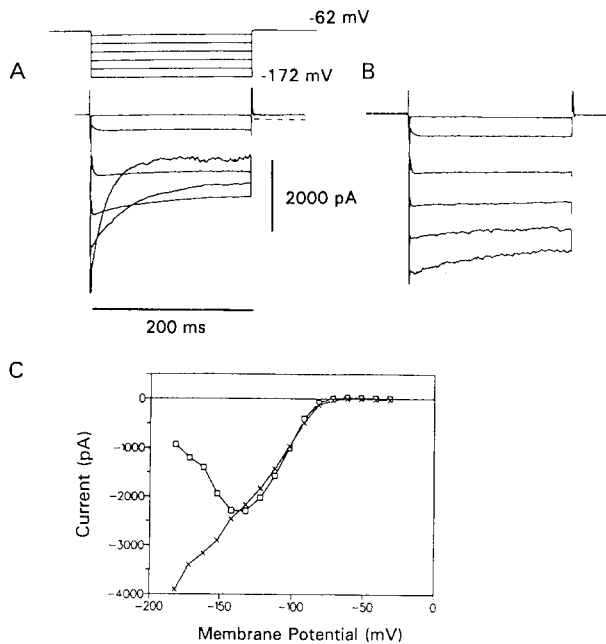 -62 mV
A
-172 mV
B
2000 pA
200 ms
C
0
-1000
-2000
-3000
-4000
Current (pA)
-200
-150
-100
-50
0
Membrane Potential (mV)